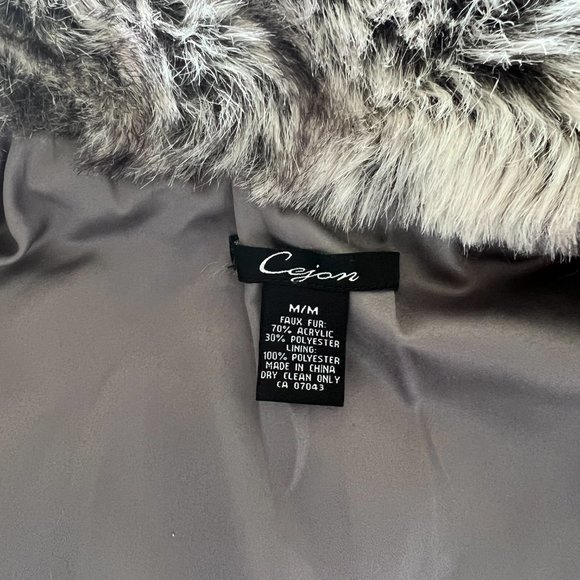 Cejon
M/M
FAUX FUR:
70% ACRYLIC
30% POLYESTER
LINING:
100% POLYESTER
MADE IN CHINA
DRY CLEAN ONLY
CA 07043